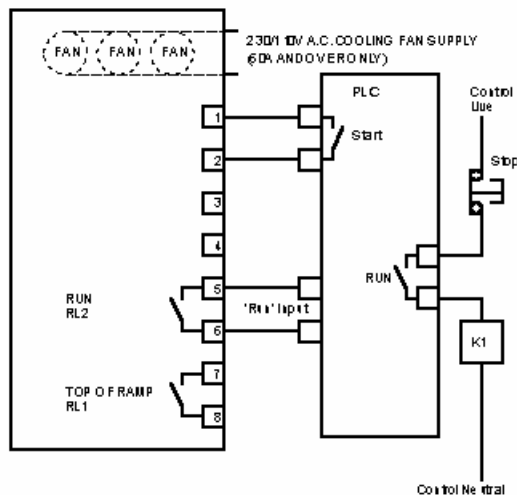 FAN FAN FAN
230/110V A.C. COOLING FAN SUPPLY
(60A AND OVER ONLY)
PLC
Control
Live
1
Start
2
Stop
3
4
RUN
5
RUN
RL2
'Run' Input
6
K1
7
TOP OF RAMP
RL1
8
Control Neutral